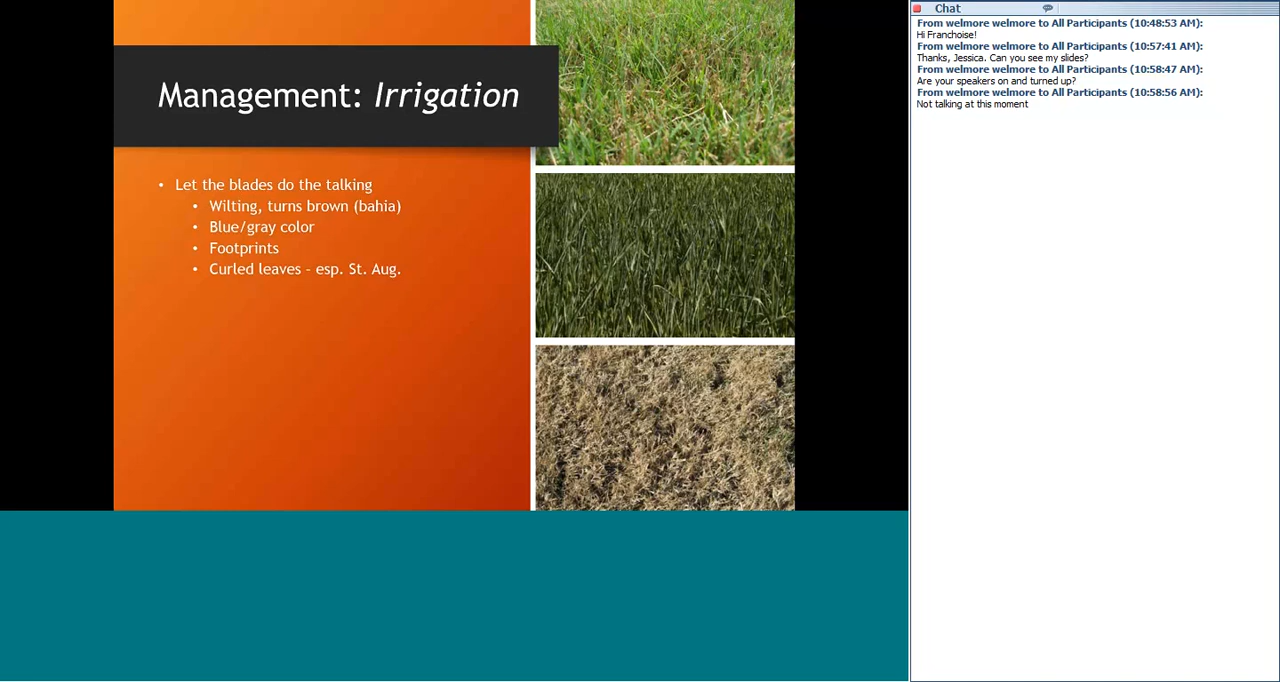 Management: Irrigation
• Let the blades do the talking
• Wilting, turns brown (bahia)
• Blue/gray color
• Footprints
• Curled leaves – esp. St. Aug.
Chat
From welmore welmore to All Participants (10:48:53 AM):
Hi Franchoise!
From welmore welmore to All Participants (10:57:41 AM):
Thanks, Jessica. Can you see my slides?
From welmore welmore to All Participants (10:58:47 AM):
Are your speakers on and turned up?
From welmore welmore to All Participants (10:58:56 AM):
Not talking at this moment